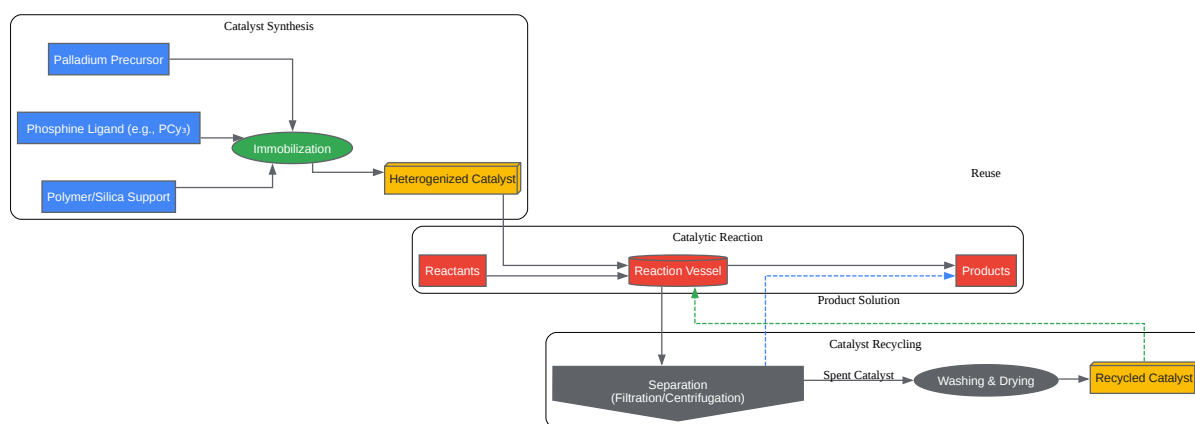 Catalyst Synthesis
Palladium Precursor
Phosphine Ligand (e.g., PCy₃)
Immobilization
Polymer/Silica Support
Heterogenized Catalyst
Reuse
Catalytic Reaction
Reactants
Reaction Vessel
Products
Product Solution
Catalyst Recycling
Separation
(Filtration/Centrifugation)
Spent Catalyst
Washing & Drying
Recycled Catalyst